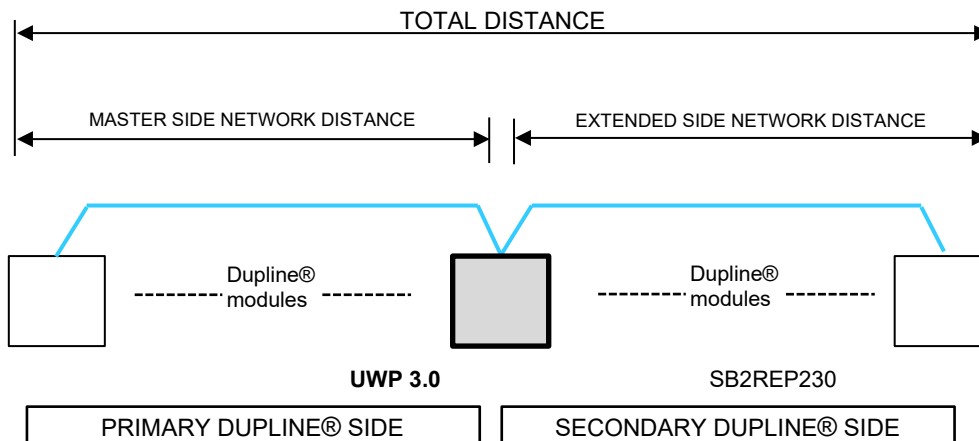 TOTAL DISTANCE
MASTER SIDE NETWORK DISTANCE
EXTENDED SIDE NETWORK DISTANCE
Dupline®
modules
Dupline®
modules
UWP 3.0
SB2REP230
PRIMARY DUPLINE® SIDE
SECONDARY DUPLINE® SIDE